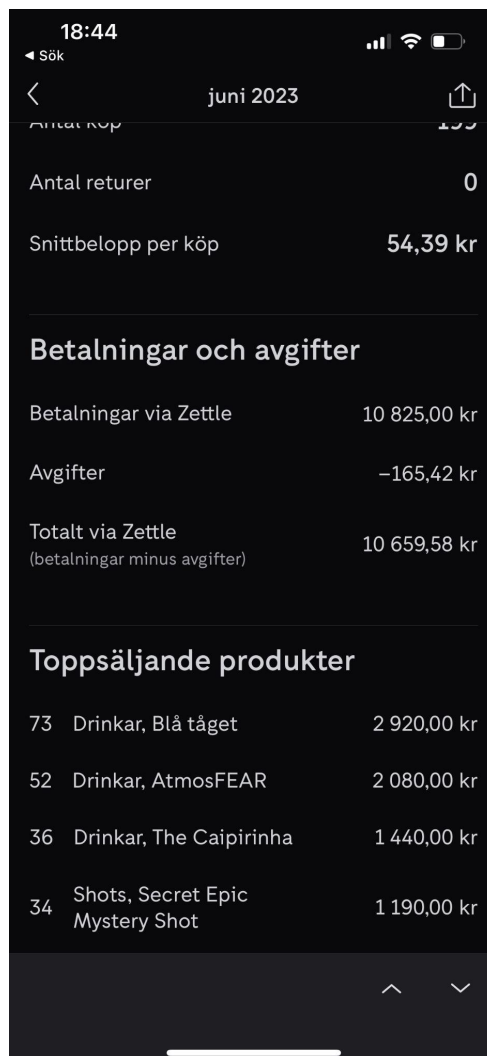 18:44
◀ Sök
juni 2023
Antal köp 199
Antal returer 0
Snittbelopp per köp 54,39 kr
Betalningar och avgifter
Betalningar via Zettle 10 825,00 kr
Avgifter –165,42 kr
Totalt via Zettle 10 659,58 kr
(betalningar minus avgifter)
Toppsäljande produkter
73 Drinkar, Blå tåget 2 920,00 kr
52 Drinkar, AtmosFEAR 2 080,00 kr
36 Drinkar, The Caipirinha 1 440,00 kr
34 Shots, Secret Epic
Mystery Shot 1 190,00 kr